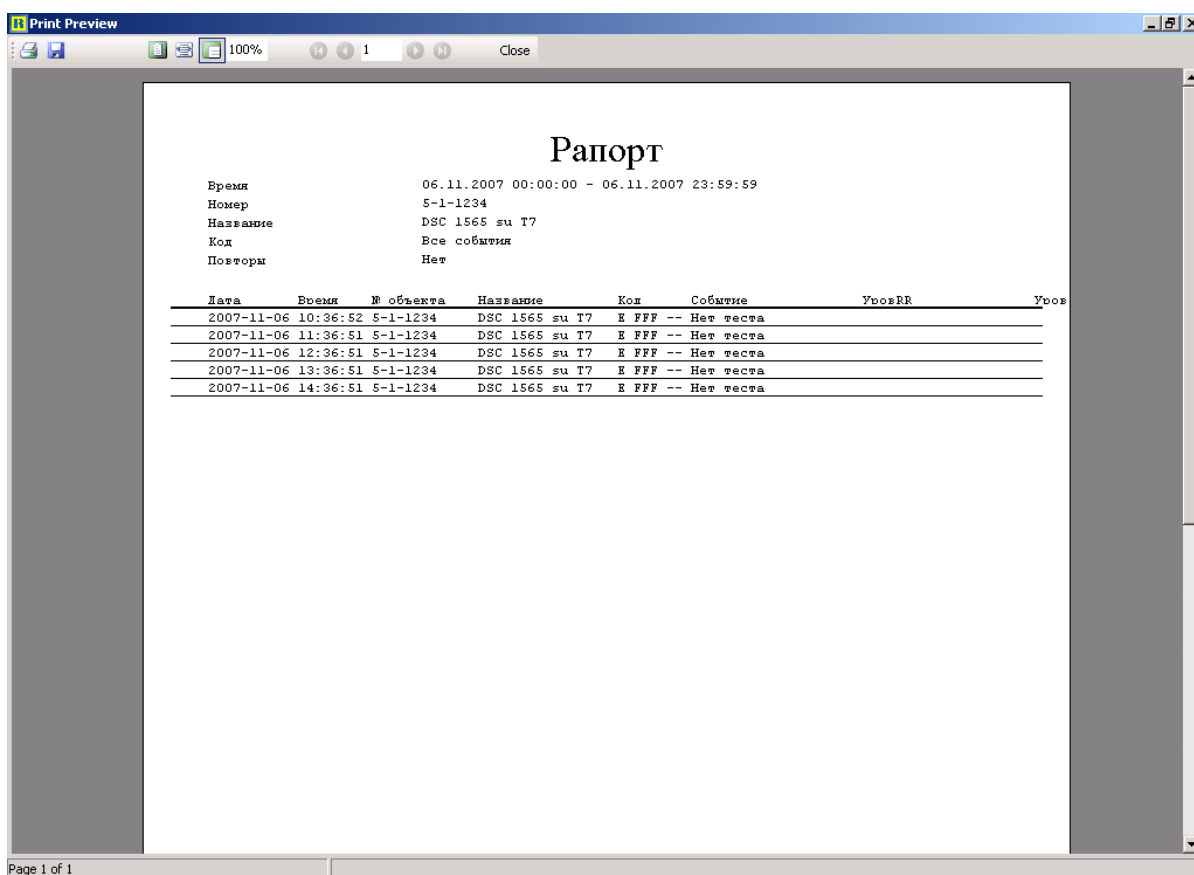 Print Preview
100% 1 Close
Рапорт
Время 06.11.2007 00:00:00 - 06.11.2007 23:59:59
Номер 5-1-1234
Название DSC 1565 su T7
Код Все события
Повторы Нет
Дата Время № объекта Название Код Событие УровRR Уров
2007-11-06 10:36:52 5-1-1234 DSC 1565 su T7 E FFF -- Нет теста
2007-11-06 11:36:51 5-1-1234 DSC 1565 su T7 E FFF -- Нет теста
2007-11-06 12:36:51 5-1-1234 DSC 1565 su T7 E FFF -- Нет теста
2007-11-06 13:36:51 5-1-1234 DSC 1565 su T7 E FFF -- Нет теста
2007-11-06 14:36:51 5-1-1234 DSC 1565 su T7 E FFF -- Нет теста
Page 1 of 1